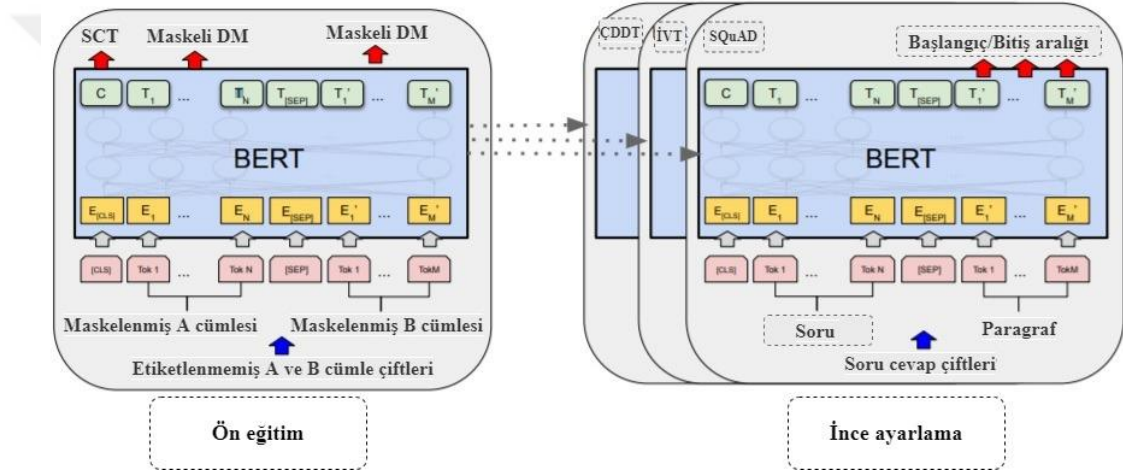 SCT Maskeli DM Maskeli DM
C T1 ... TN T[SEP] T1' ... TM'
BERT
E[CLS] E1 ... EN E[SEP] E1' ... EM'
[CLS] Tok 1 ... Tok N [SEP] Tok 1 ... TokM
Maskelenmiş A cümlesi Maskelenmiş B cümlesi
Etiketlenmemiş A ve B cümle çiftleri
Ön eğitim
ÇDDT İVT SQuAD
Başlangıç/Bitiş aralığı
C T1 ... TN T[SEP] T1' ... TM'
BERT
E[CLS] E1 ... EN E[SEP] E1' ... EM'
[CLS] Tok 1 ... Tok N [SEP] Tok 1 ... TokM
Soru Paragraf
Soru cevap çiftleri
İnce ayarlama